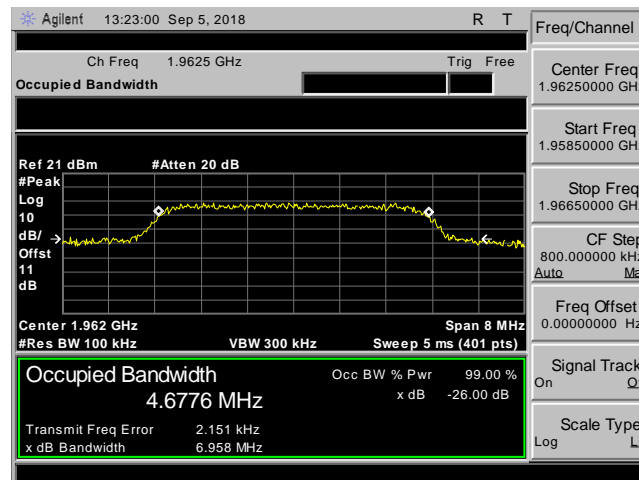 Agilent 13:23:00 Sep 5, 2018 R T
Ch Freq 1.9625 GHz Trig Free
Occupied Bandwidth
Ref 21 dBm #Atten 20 dB
#Peak
Log
10
dB/
Offst
11
dB
Center 1.962 GHz Span 8 MHz
#Res BW 100 kHz VBW 300 kHz Sweep 5 ms (401 pts)
Occupied Bandwidth Occ BW % Pwr 99.00 %
4.6776 MHz x dB -26.00 dB
Transmit Freq Error 2.151 kHz
x dB Bandwidth 6.958 MHz
Freq/Channel
Center Freq
1.96250000 GH
Start Freq
1.95850000 GH
Stop Freq
1.96650000 GH
CF Step
800.000000 kHz
Auto Ma
Freq Offset
0.00000000 Hz
Signal Track
On O
Scale Type
Log L